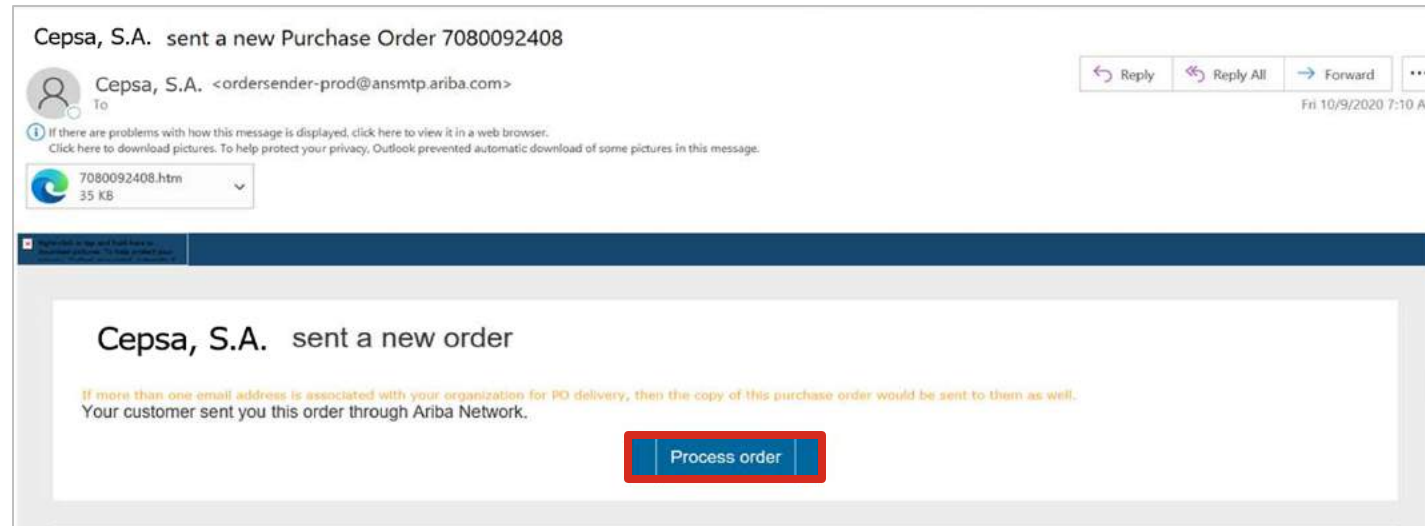 Cepsa, S.A. sent a new Purchase Order 7080092408
Cepsa, S.A. <ordersender-prod@ansmtp.ariba.com>
To
Reply
Reply All
Forward
Fri 10/9/2020 7:10 A
If there are problems with how this message is displayed, click here to view it in a web browser.
Click here to download pictures. To help protect your privacy, Outlook prevented automatic download of some pictures in this message.
7080092408.htm
35 KB
Cepsa, S.A. sent a new order
If more than one email address is associated with your organization for PO delivery, then the copy of this purchase order would be sent to them as well.
Your customer sent you this order through Ariba Network.
Process order